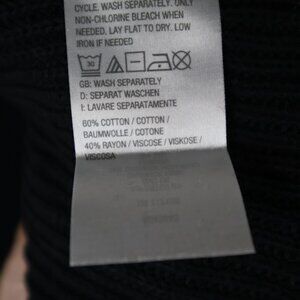 CYCLE. WASH SEPARATELY. ONLY
NON-CHLORINE BLEACH WHEN
NEEDED. LAY FLAT TO DRY. LOW
IRON IF NEEDED
30
GB: WASH SEPARATELY
D: SEPARAT WASCHEN
I: LAVARE SEPARATAMENTE
60% COTTON / COTTON /
BAUMWOLLE / COTONE
40% RAYON / VISCOSE / VISKOSE /
VISCOSA